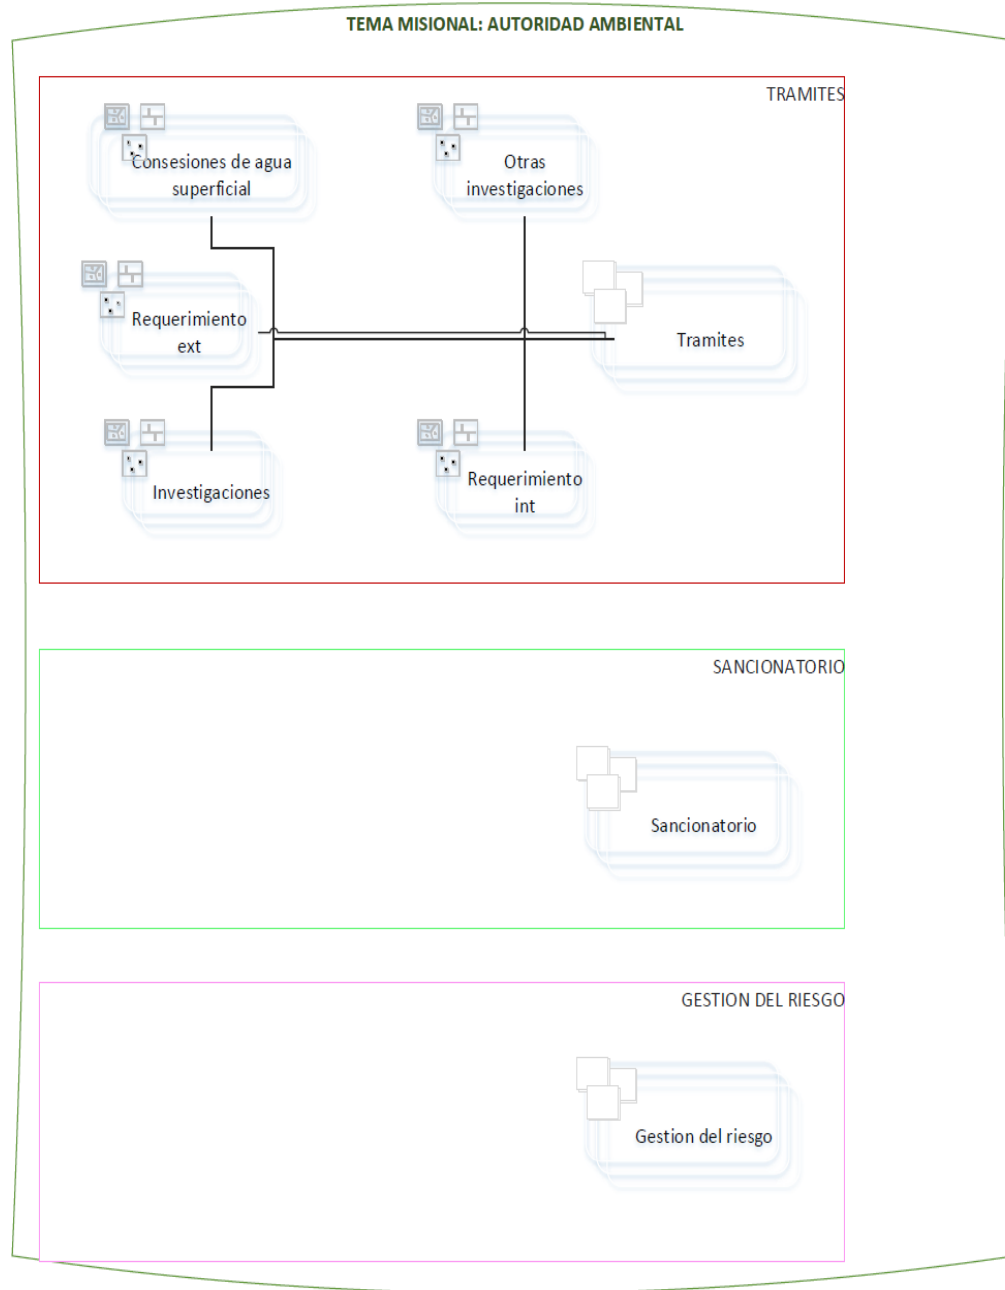 TEMA MISIONAL: AUTORIDAD AMBIENTAL
TRAMITES
Consesiones de agua
superficial
Otras
investigaciones
Requerimiento
ext
Tramites
Investigaciones
Requerimiento
int
SANCIONATORIO
Sancionatorio
GESTION DEL RIESGO
Gestion del riesgo